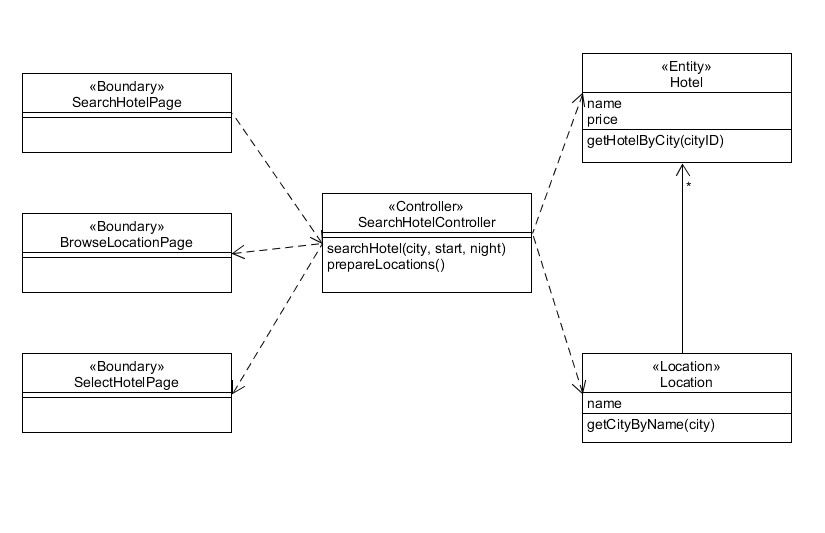 «Boundary»
SearchHotelPage
«Boundary»
BrowseLocationPage
«Boundary»
SelectHotelPage
«Controller»
SearchHotelController
searchHotel(city, start, night)
prepareLocations()
«Entity»
Hotel
name
price
getHotelByCity(cityID)
*
«Location»
Location
name
getCityByName(city)